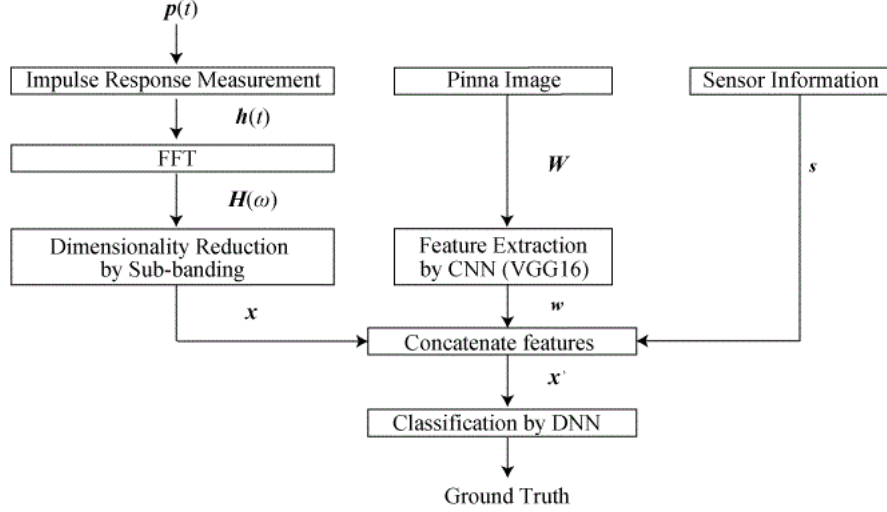 p(t)
Impulse Response Measurement
Pinna Image
Sensor Information
h(t)
FFT
W
s
H(ω)
Dimensionality Reduction
by Sub-banding
Feature Extraction
by CNN (VGG16)
x
w
Concatenate features
x'
Classification by DNN
Ground Truth